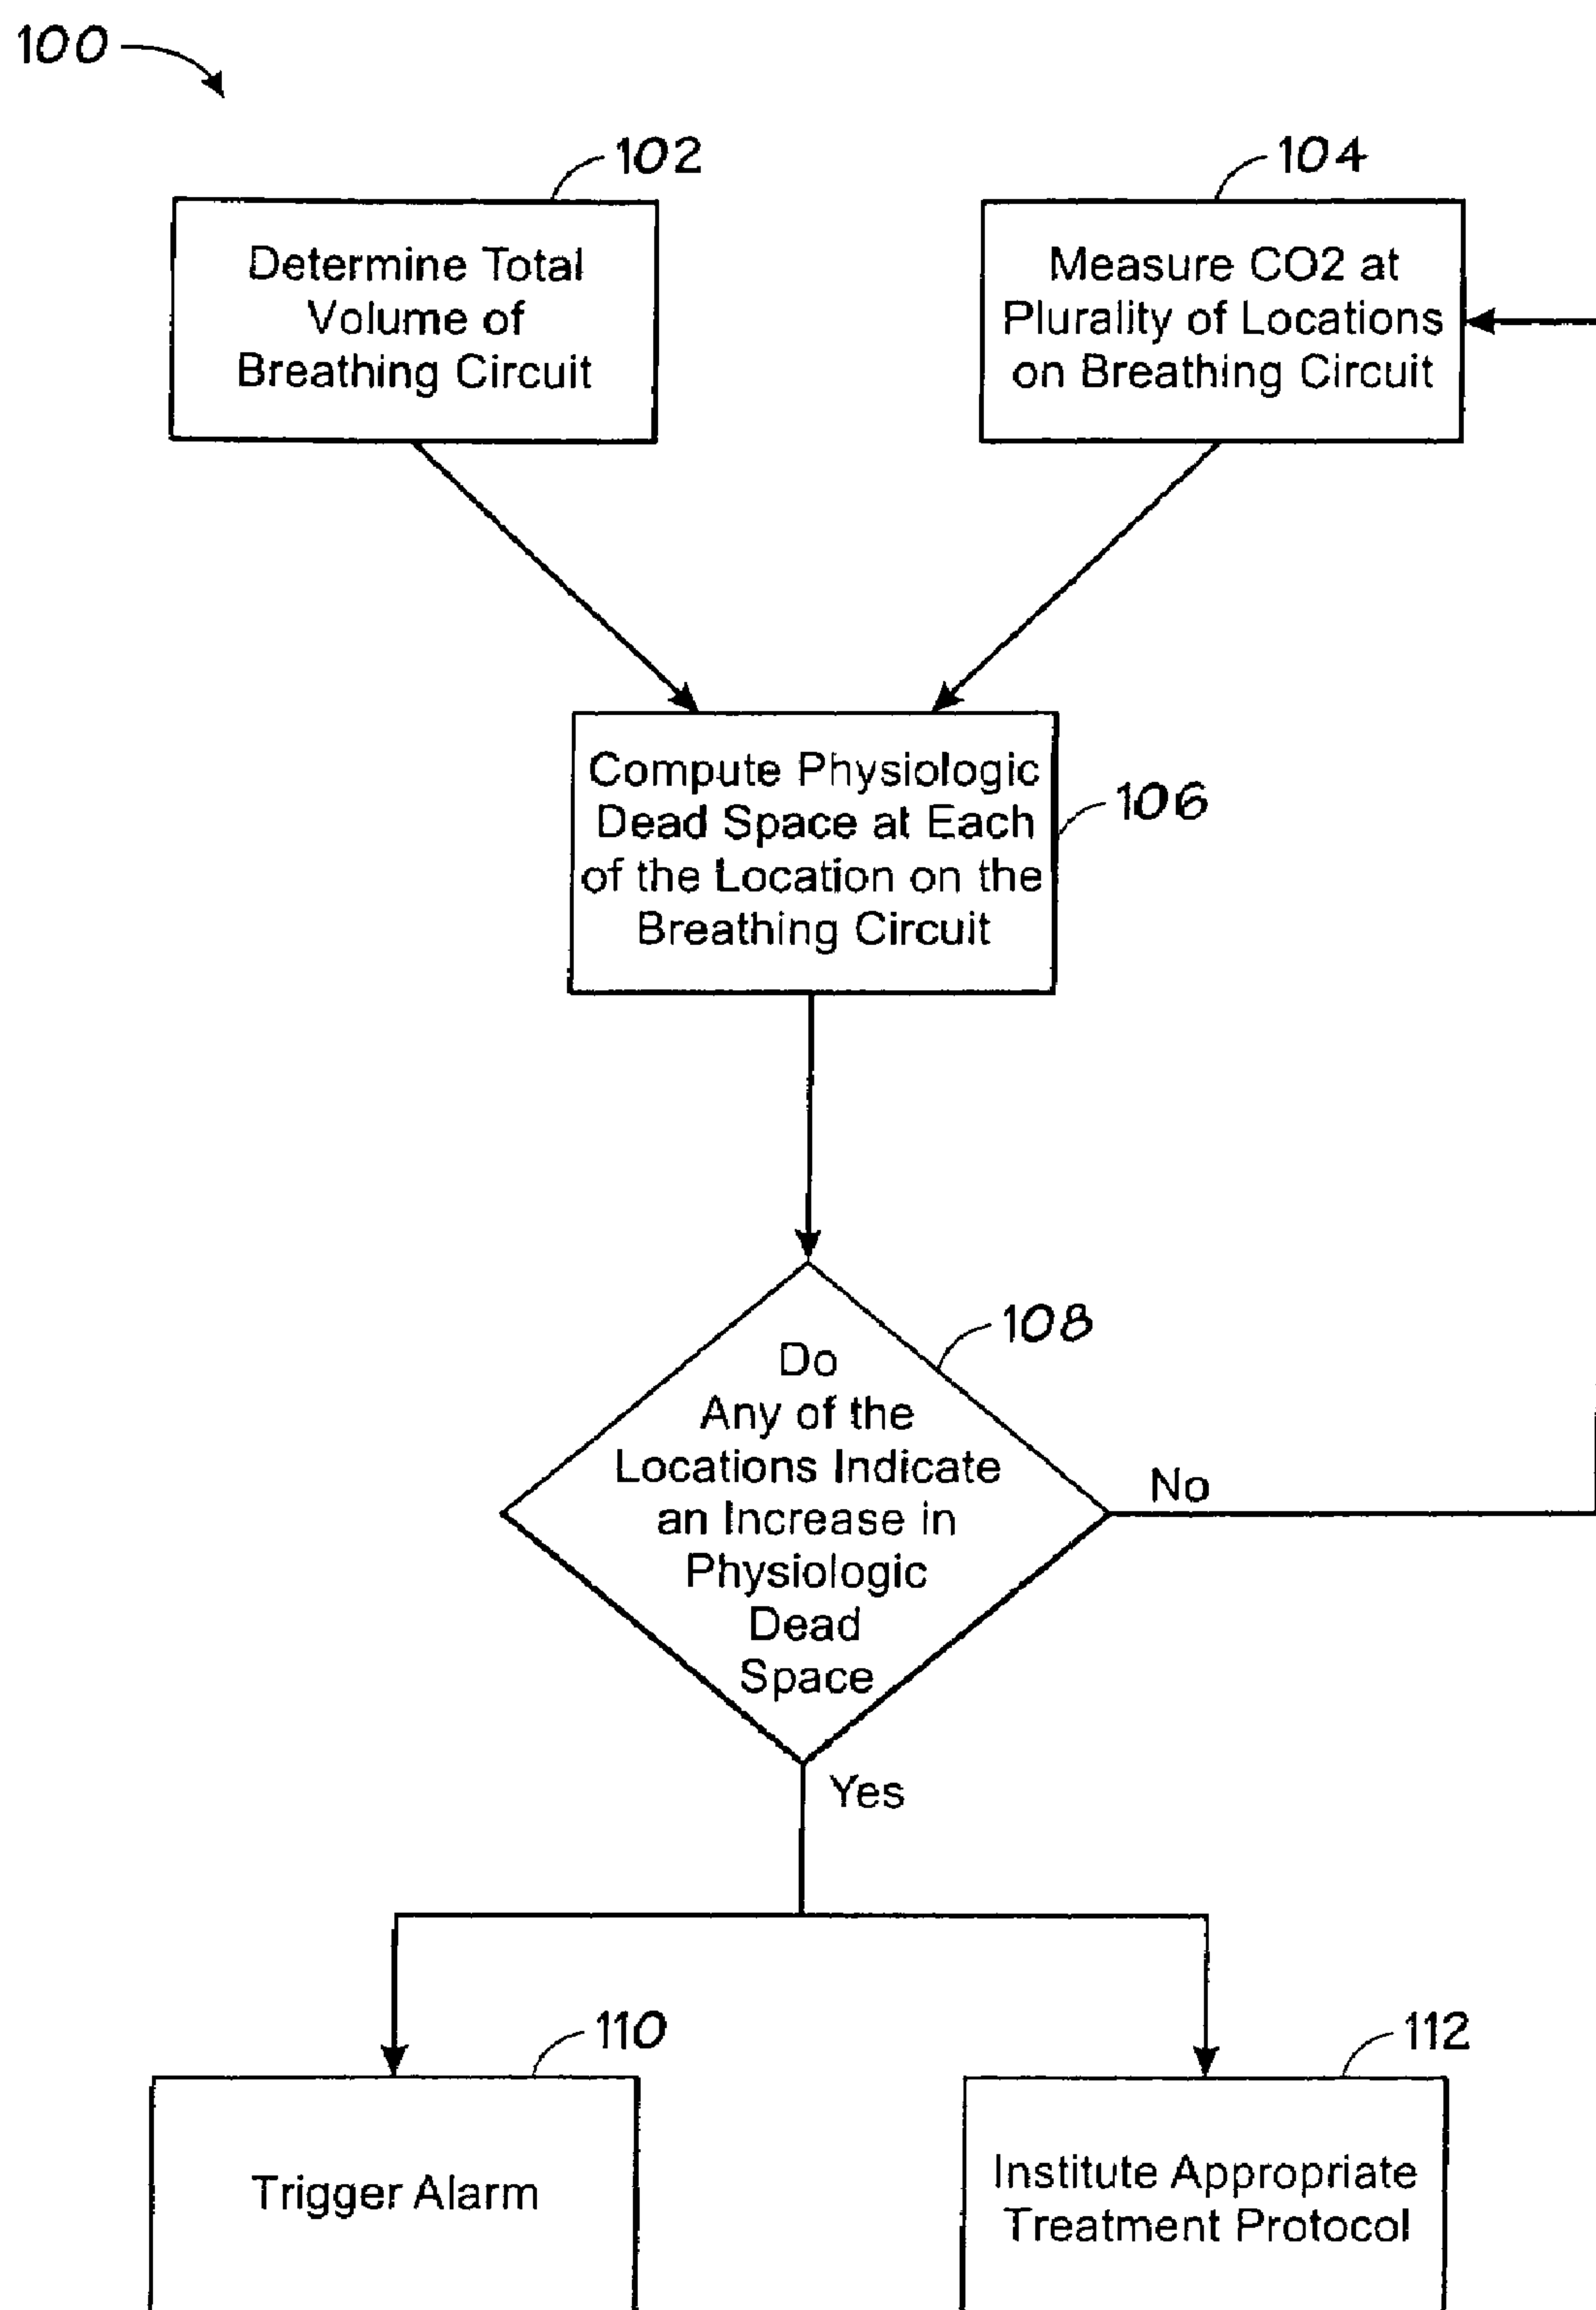 100
102
104
Determine Total
Volume of
Breathing Circuit
Measure CO2 at
Plurality of Locations
on Breathing Circuit
Compute Physiologic
Dead Space at Each
of the Location on the
Breathing Circuit
106
108
Do
Any of the
Locations Indicate
an Increase in
Physiologic
Dead
Space
No
Yes
110
112
Trigger Alarm
Institute Appropriate
Treatment Protocol